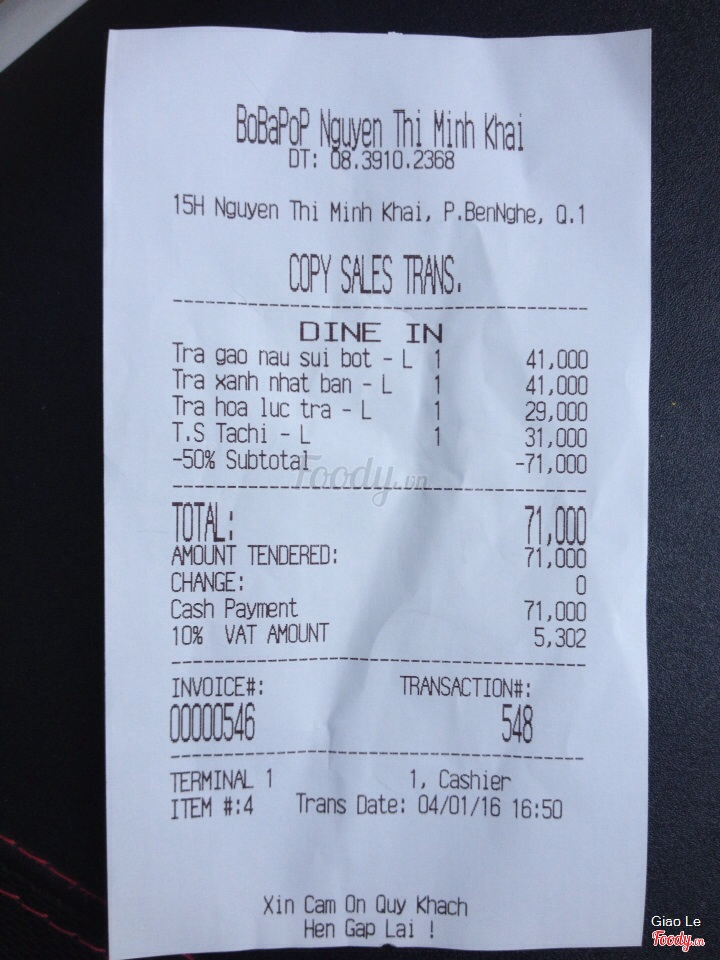 BoBaPoP Nguyen Thi Minh Khai
DT: 08.3910.2368
15H Nguyen Thi Minh Khai, P.BenNghe, Q.1
COPY SALES TRANS.
DINE IN
Tra gao nau sui bot - L 1 41,000
Tra xanh nhat ban - L 1 41,000
Tra hoa luc tra - L 1 29,000
T.S Tachi - L 1 31,000
-50% Subtotal -71,000
Foody.vn
TOTAL: 71,000
AMOUNT TENDERED: 71,000
CHANGE: 0
Cash Payment 71,000
10% VAT AMOUNT 5,302
INVOICE#: TRANSACTION#:
00000546 548
TERMINAL 1 1, Cashier
ITEM #:4 Trans Date: 04/01/16 16:50
Xin Cam On Quy Khach
Hen Gap Lai !
Giao Le
Foody.vn